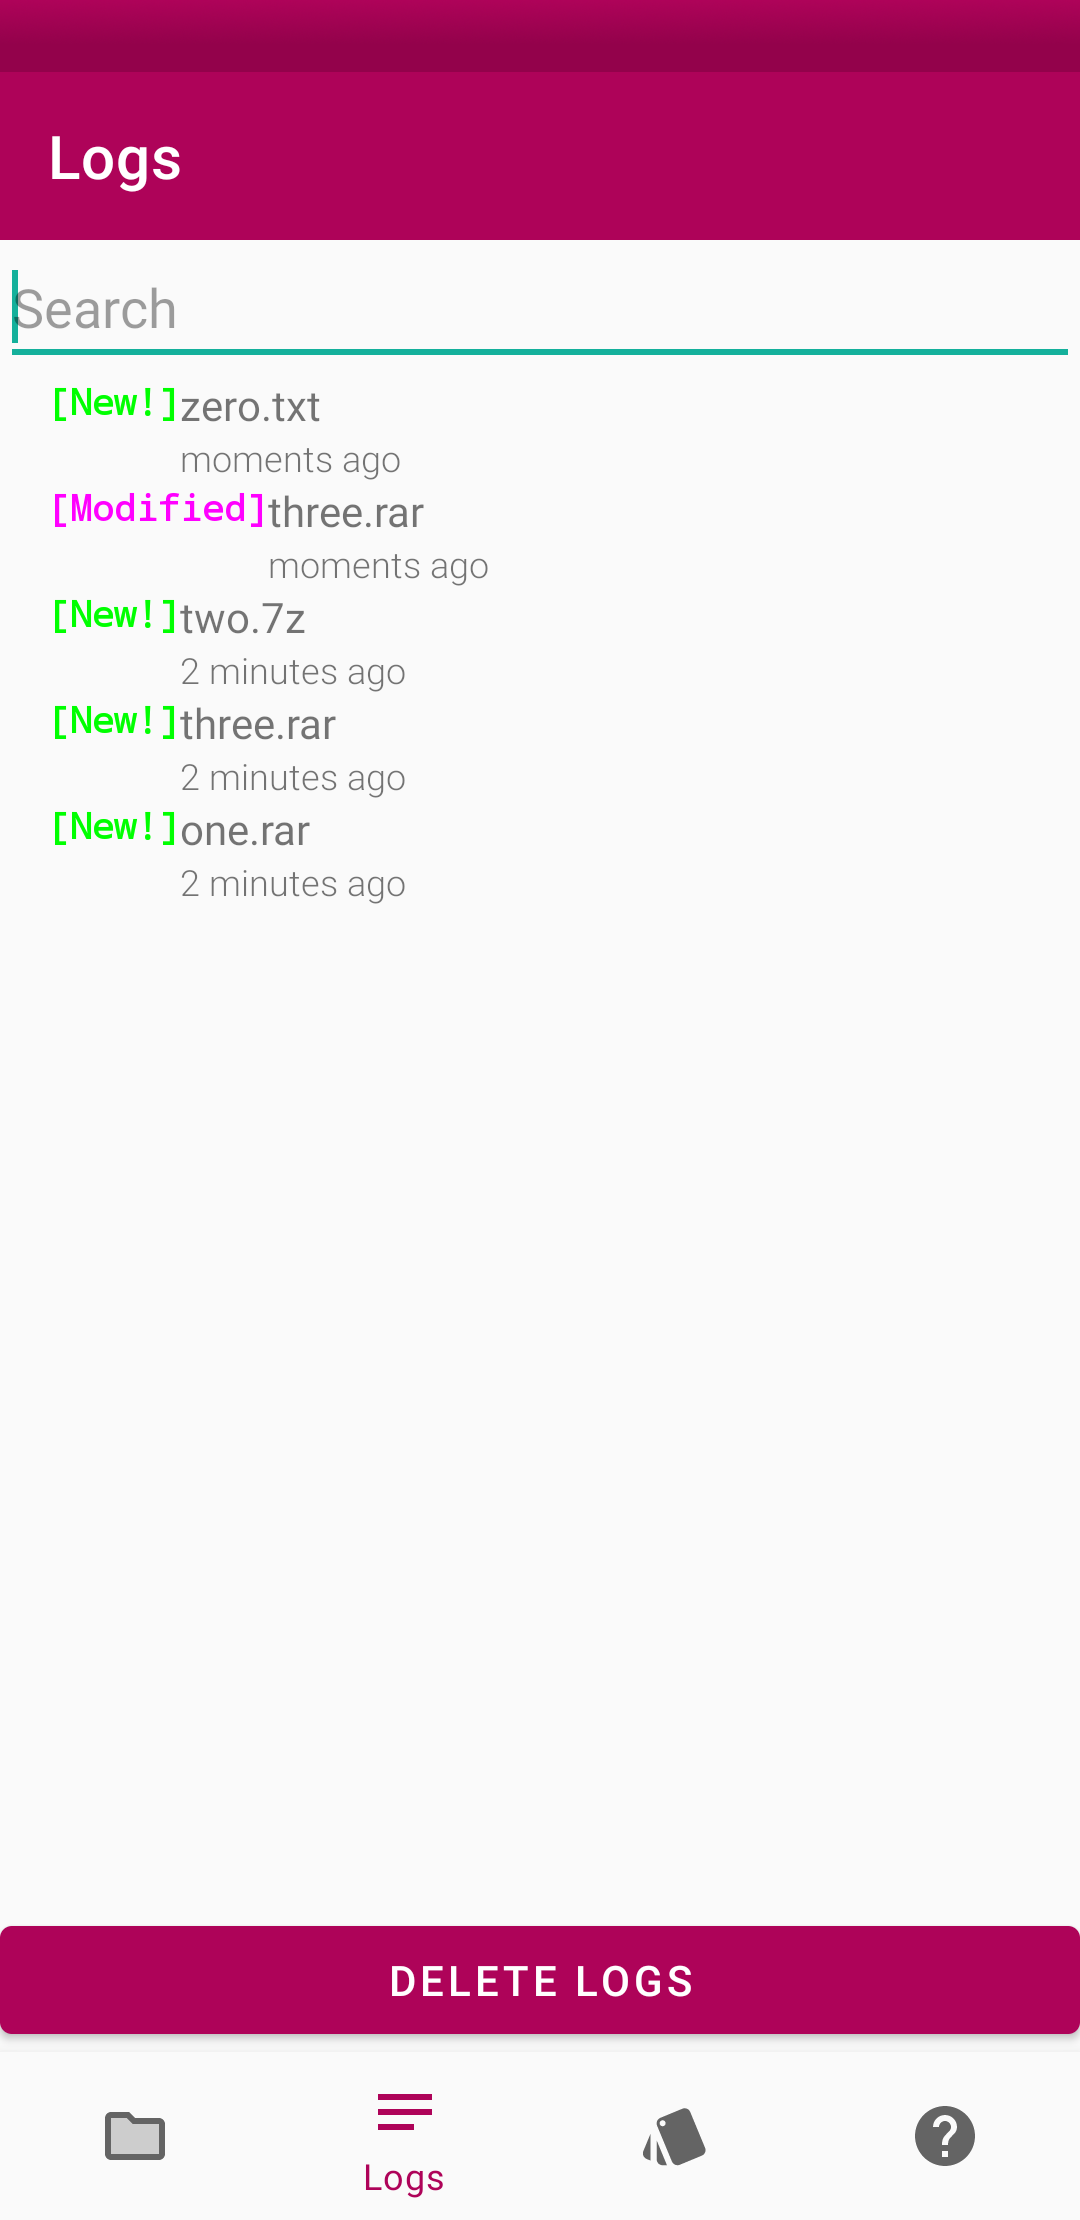 Logs
Search
[New!]zero.txt
moments ago
[Modified]three.rar
moments ago
[New!]two.7z
2 minutes ago
[New!]three.rar
2 minutes ago
[New!]one.rar
2 minutes ago
DELETE LOGS
Logs